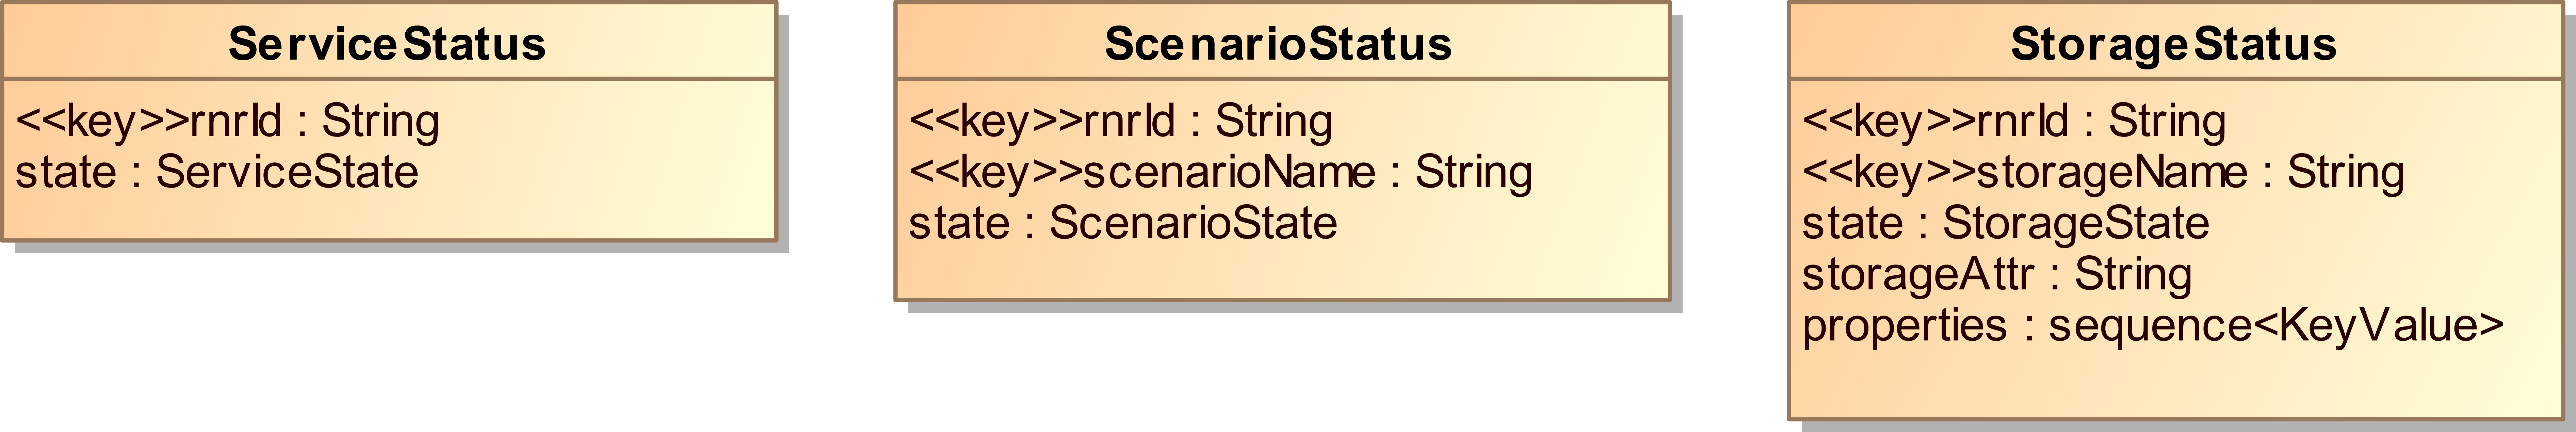 ServiceStatus
<<key>>rnrId : String
state : ServiceState
ScenarioStatus
<<key>>rnrId : String
<<key>>scenarioName : String
state : ScenarioState
StorageStatus
<<key>>rnrId : String
<<key>>storageName : String
state : StorageState
storageAttr : String
properties : sequence<KeyValue>